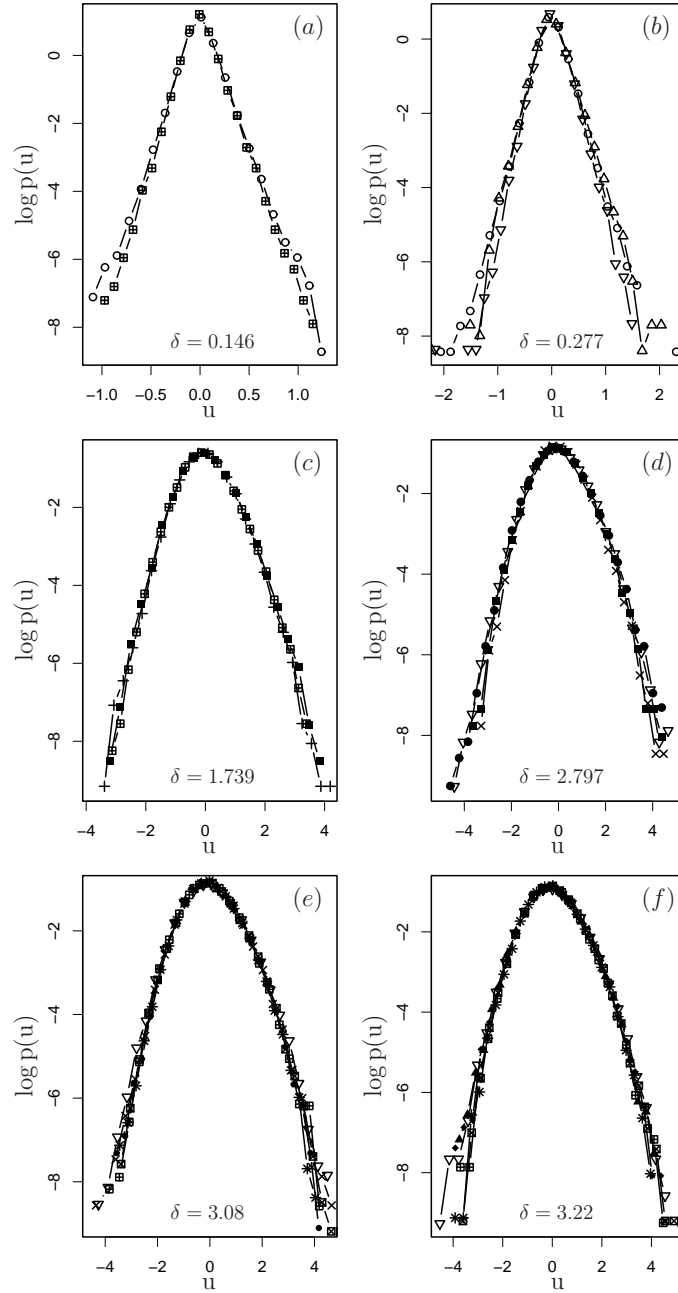 (a)
log p(u)
0
−2
−4
−6
−8
δ = 0.146
−1.0 −0.5 0.0 0.5 1.0
u
(b)
log p(u)
0
−2
−4
−6
−8
δ = 0.277
−2 −1 0 1 2
u
(c)
log p(u)
−2
−4
−6
−8
δ = 1.739
−4 −2 0 2 4
u
(d)
log p(u)
−2
−4
−6
−8
δ = 2.797
−4 −2 0 2 4
u
(e)
log p(u)
−2
−4
−6
−8
δ = 3.08
−4 −2 0 2 4
u
(f)
log p(u)
−2
−4
−6
−8
δ = 3.22
−4 −2 0 2 4
u